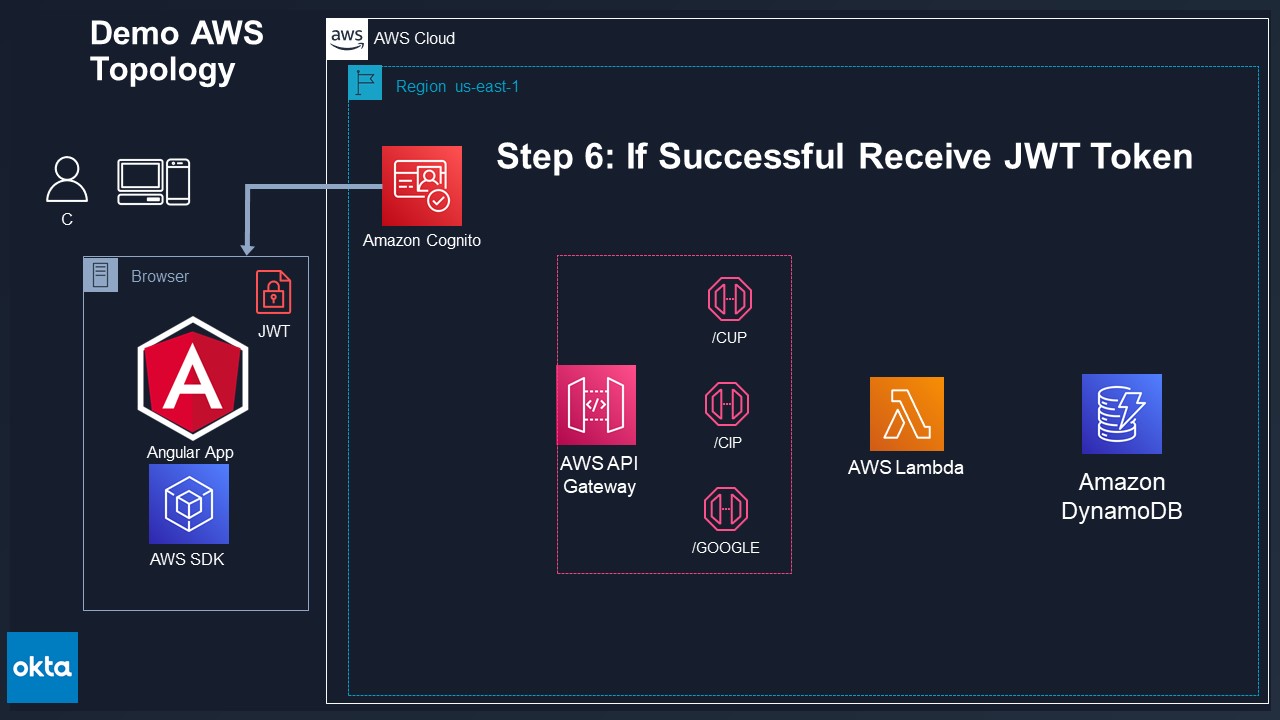 Demo AWS
Topology
aws
AWS Cloud
Region us-east-1
Step 6: If Successful Receive JWT Token
C
Amazon Cognito
Browser
JWT
/CUP
Angular App
/CIP
AWS API
Gateway
AWS Lambda
Amazon
DynamoDB
AWS SDK
/GOOGLE
okta